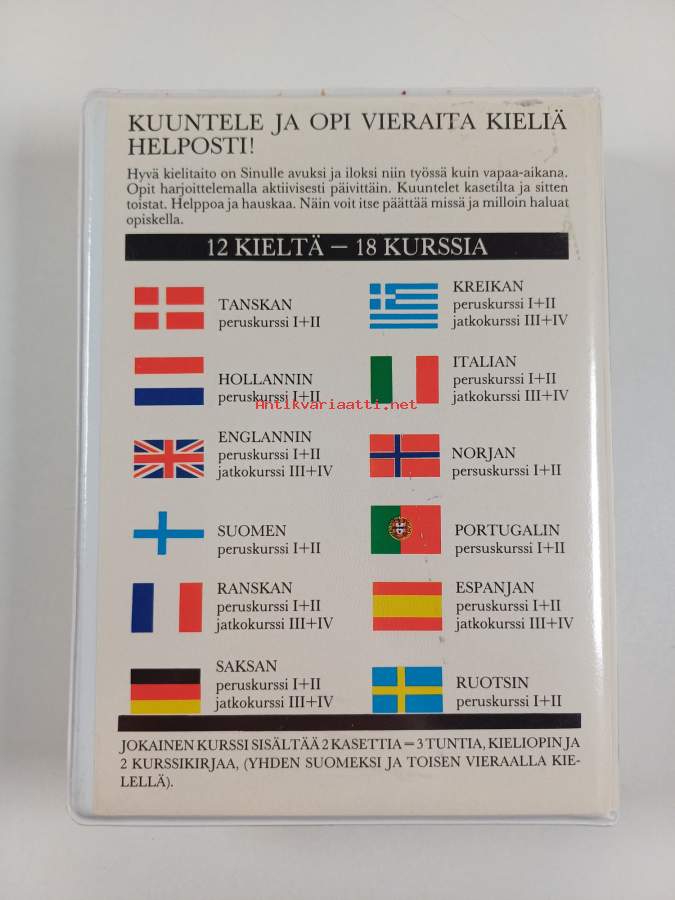 KUUNTELE JA OPI VIERAITA KIELIÄ
HELPOSTI!
Hyvä kielitaito on Sinulle avuksi ja iloksi niin työssä kuin vapaa-aikana.
Opit harjoittelemalla aktiivisesti päivittäin. Kuuntelet kasetilta ja sitten
toistat. Helppoa ja hauskaa. Näin voit itse päättää missä ja milloin haluat
opiskella.
12 KIELTÄ – 18 KURSSIA
TANSKAN
peruskurssi I+II
HOLLANNIN
peruskurssi I+II
ENGLANNIN
peruskurssi I+II
jatkokurssi III+IV
SUOMEN
peruskurssi I+II
RANSKAN
peruskurssi I+II
jatkokurssi III+IV
SAKSAN
peruskurssi I+II
jatkokurssi III+IV
KREIKAN
peruskurssi I+II
jatkokurssi III+IV
ITALIAN
peruskurssi I+II
jatkokurssi III+IV
NORJAN
persuskurssi I+II
PORTUGALIN
persuskurssi I+II
ESPANJAN
peruskurssi I+II
jatkokurssi III+IV
RUOTSIN
peruskurssi I+II
JOKAINEN KURSSI SISÄLTÄÄ 2 KASETTIA = 3 TUNTIA, KIELIOPIN JA
2 KURSSIKIRJAA, (YHDEN SUOMEKSI JA TOISEN VIERAALLA KIE-
LELLÄ).
Antikvariaatti.net